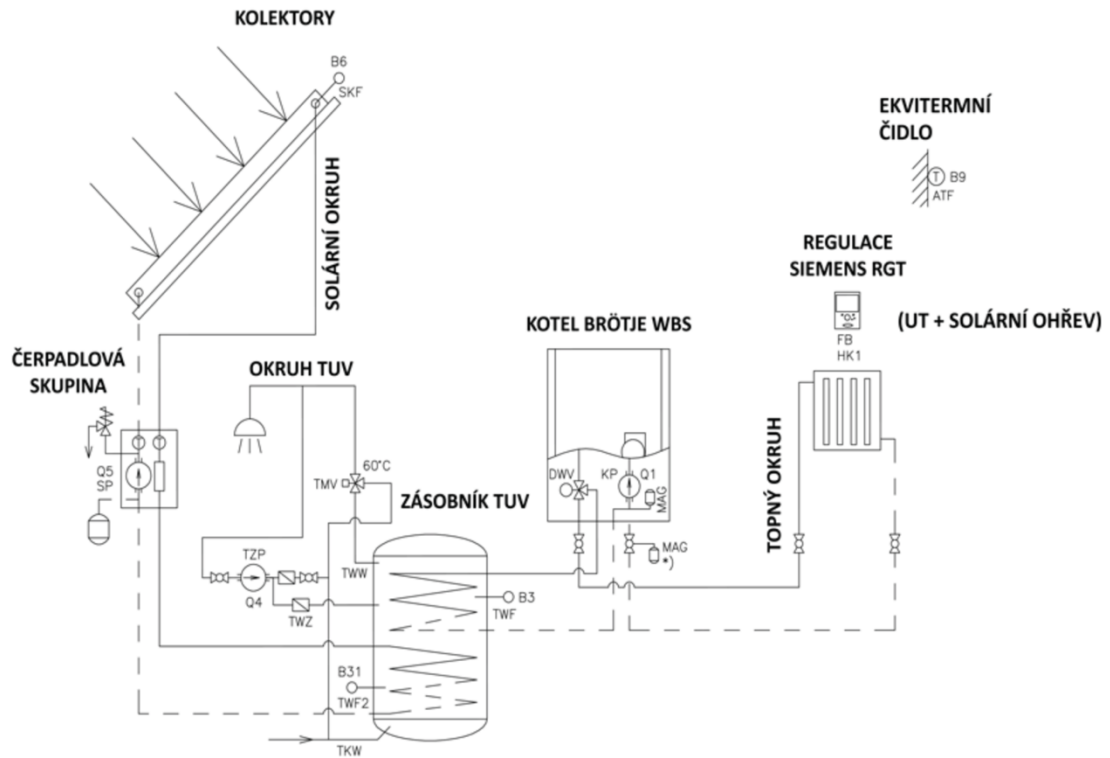 KOLEKTORY
B6
SKF
SOLÁRNÍ OKRUH
EKVITERMNÍ
ČIDLO
T
B9
ATF
REGULACE
SIEMENS RGT
(UT + SOLÁRNÍ OHŘEV)
FB
HK1
KOTEL BRÖTJE WBS
ČERPADLOVÁ
SKUPINA
OKRUH TUV
Q5
SP
60°C
TMV
ZÁSOBNÍK TUV
DWV
KP
Q1
MAG
MAG
*)
TOPNÝ OKRUH
TZP
Q4
TWZ
TWW
B3
TWF
B31
TWF2
TKW